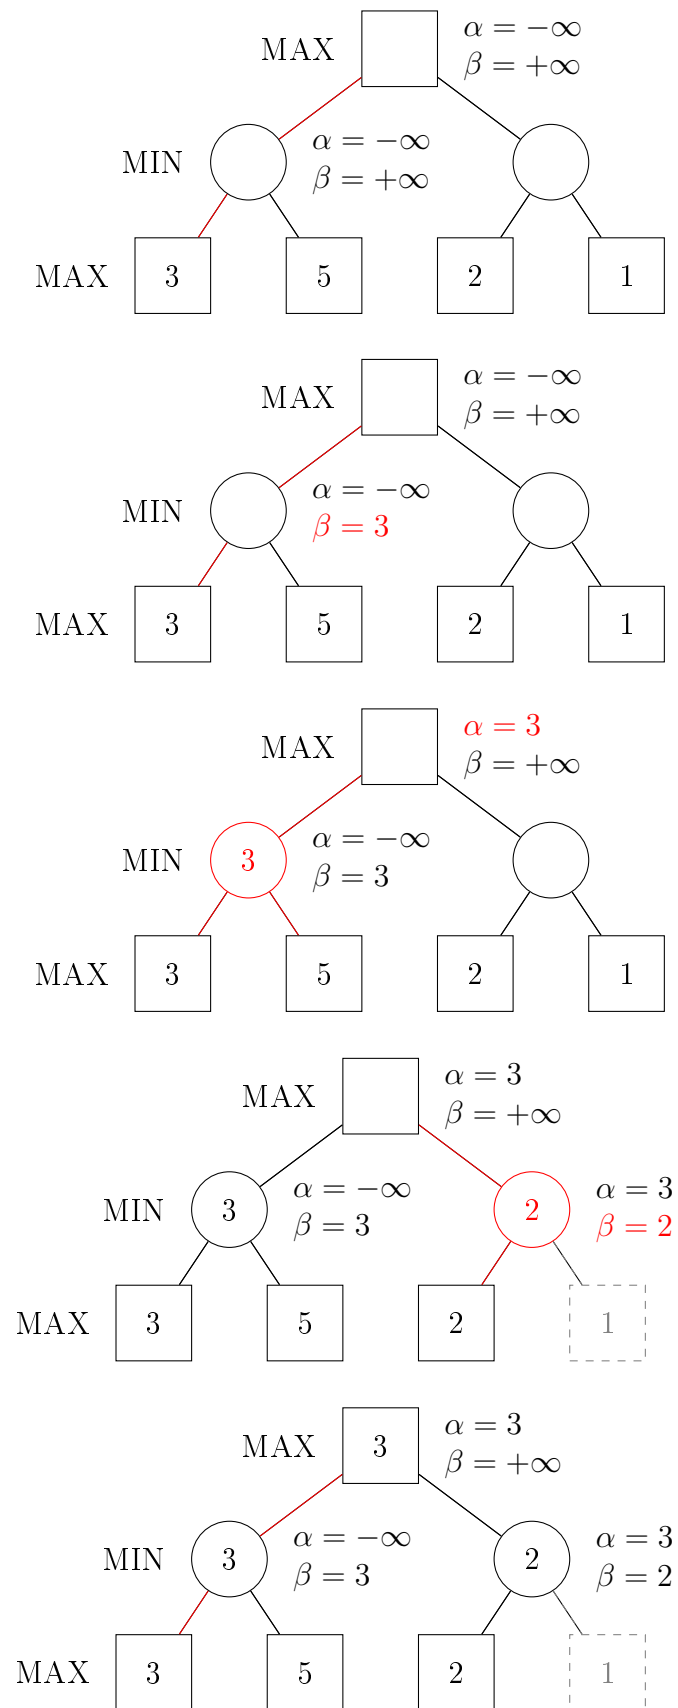 MAX
α = −∞
β = +∞
MIN
α = −∞
β = +∞
MAX 3 5 2 1
MAX
α = −∞
β = +∞
MIN
α = −∞
β = 3
MAX 3 5 2 1
MAX
α = 3
β = +∞
MIN 3
α = −∞
β = 3
MAX 3 5 2 1
MAX
α = 3
β = +∞
MIN 3
α = −∞
β = 3
2
α = 3
β = 2
MAX 3 5 2 1
MAX 3
α = 3
β = +∞
MIN 3
α = −∞
β = 3
2
α = 3
β = 2
MAX 3 5 2 1